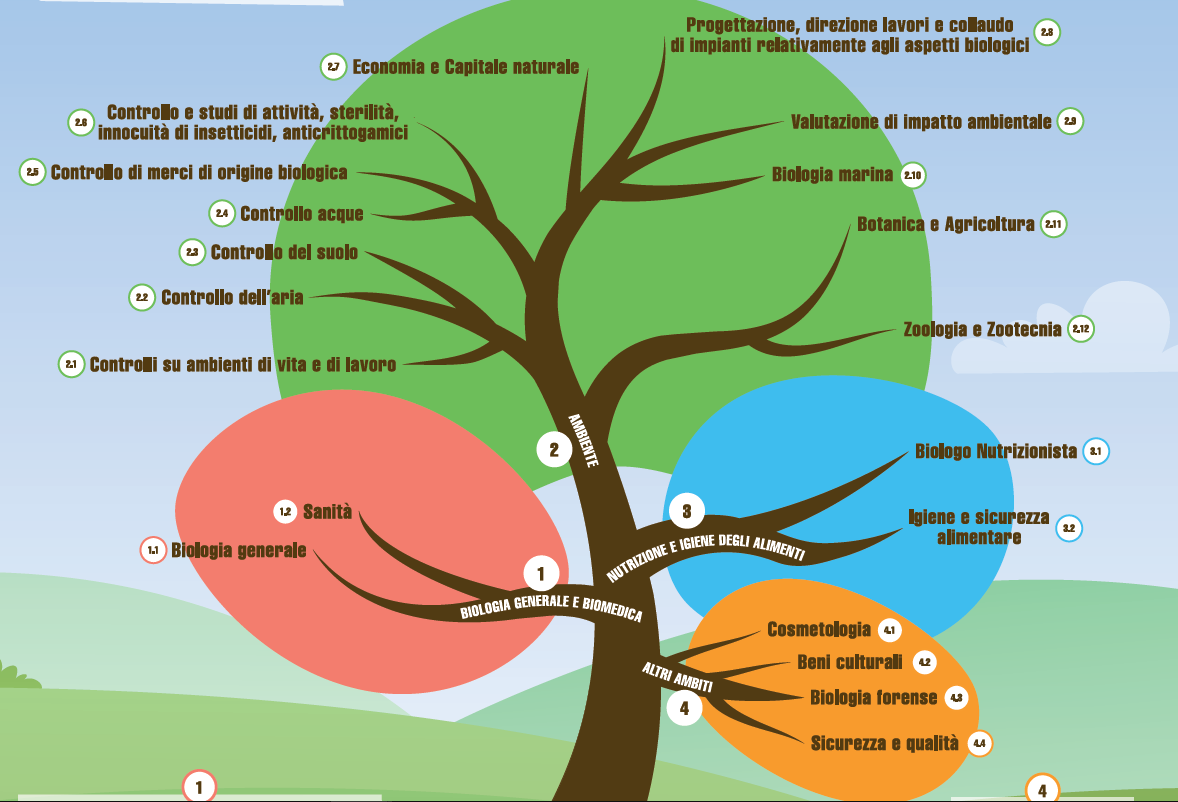 Progettazione, direzione lavori e collaudo
di impianti relativamente agli aspetti biologici
2.8
2.7
Economia e Capitale naturale
2.6
Controllo e studi di attività, sterilità,
innocuità di insetticidi, anticrittogamici
Valutazione di impatto ambientale
2.9
2.5
Controllo di merci di origine biologica
Biologia marina
2.10
2.4
Controllo acque
Botanica e Agricoltura
2.11
2.3
Controllo del suolo
2.2
Controllo dell'aria
Zoologia e Zootecnia
2.12
2.1
Controlli su ambienti di vita e di lavoro
2
AMBIENTE
Biologo Nutrizionista
3.1
3
NUTRIZIONE E IGIENE DEGLI ALIMENTI
Igiene e sicurezza
alimentare
3.2
1.2
Sanità
1.1
Biologia generale
1
BIOLOGIA GENERALE E BIOMEDICA
Cosmetologia
4.1
Beni culturali
4.2
ALTRI AMBITI
4
Biologia forense
4.3
Sicurezza e qualità
4.4
1
4